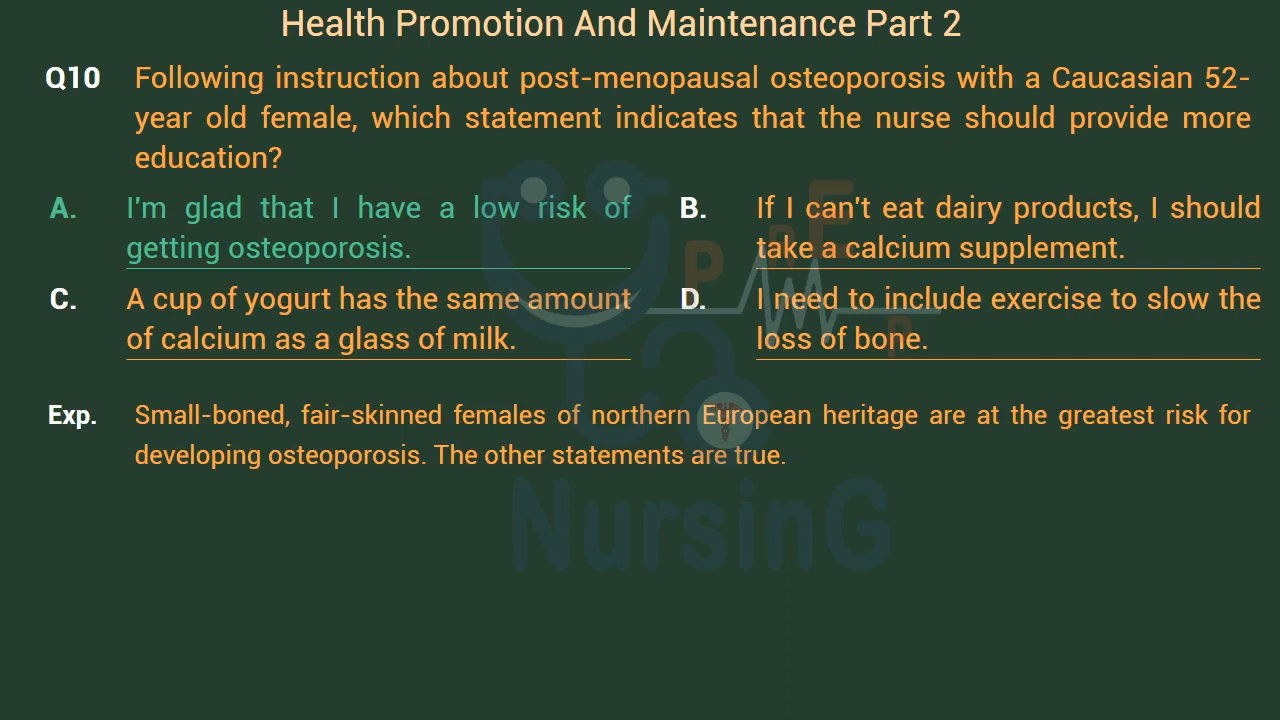 Health Promotion And Maintenance Part 2
Q10 Following instruction about post-menopausal osteoporosis with a Caucasian 52-
year old female, which statement indicates that the nurse should provide more
education?
A. I'm glad that I have a low risk of
getting osteoporosis.
B. If I can't eat dairy products, I should
take a calcium supplement.
C. A cup of yogurt has the same amount
of calcium as a glass of milk.
D. I need to include exercise to slow the
loss of bone.
Exp. Small-boned, fair-skinned females of northern European heritage are at the greatest risk for
developing osteoporosis. The other statements are true.
NursinG